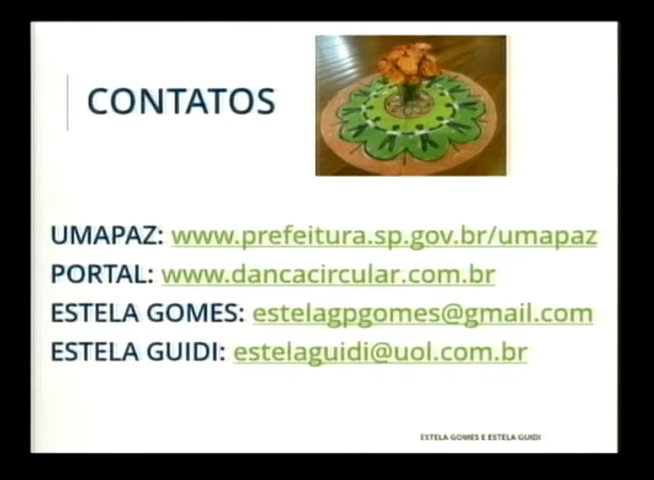 CONTATOS
UMAPAZ: www.prefeitura.sp.gov.br/umapaz
PORTAL: www.dancacircular.com.br
ESTELA GOMES: estelagpgomes@gmail.com
ESTELA GUIDI: estelaguidi@uol.com.br
ESTELA GOMES E ESTELA GUIDI